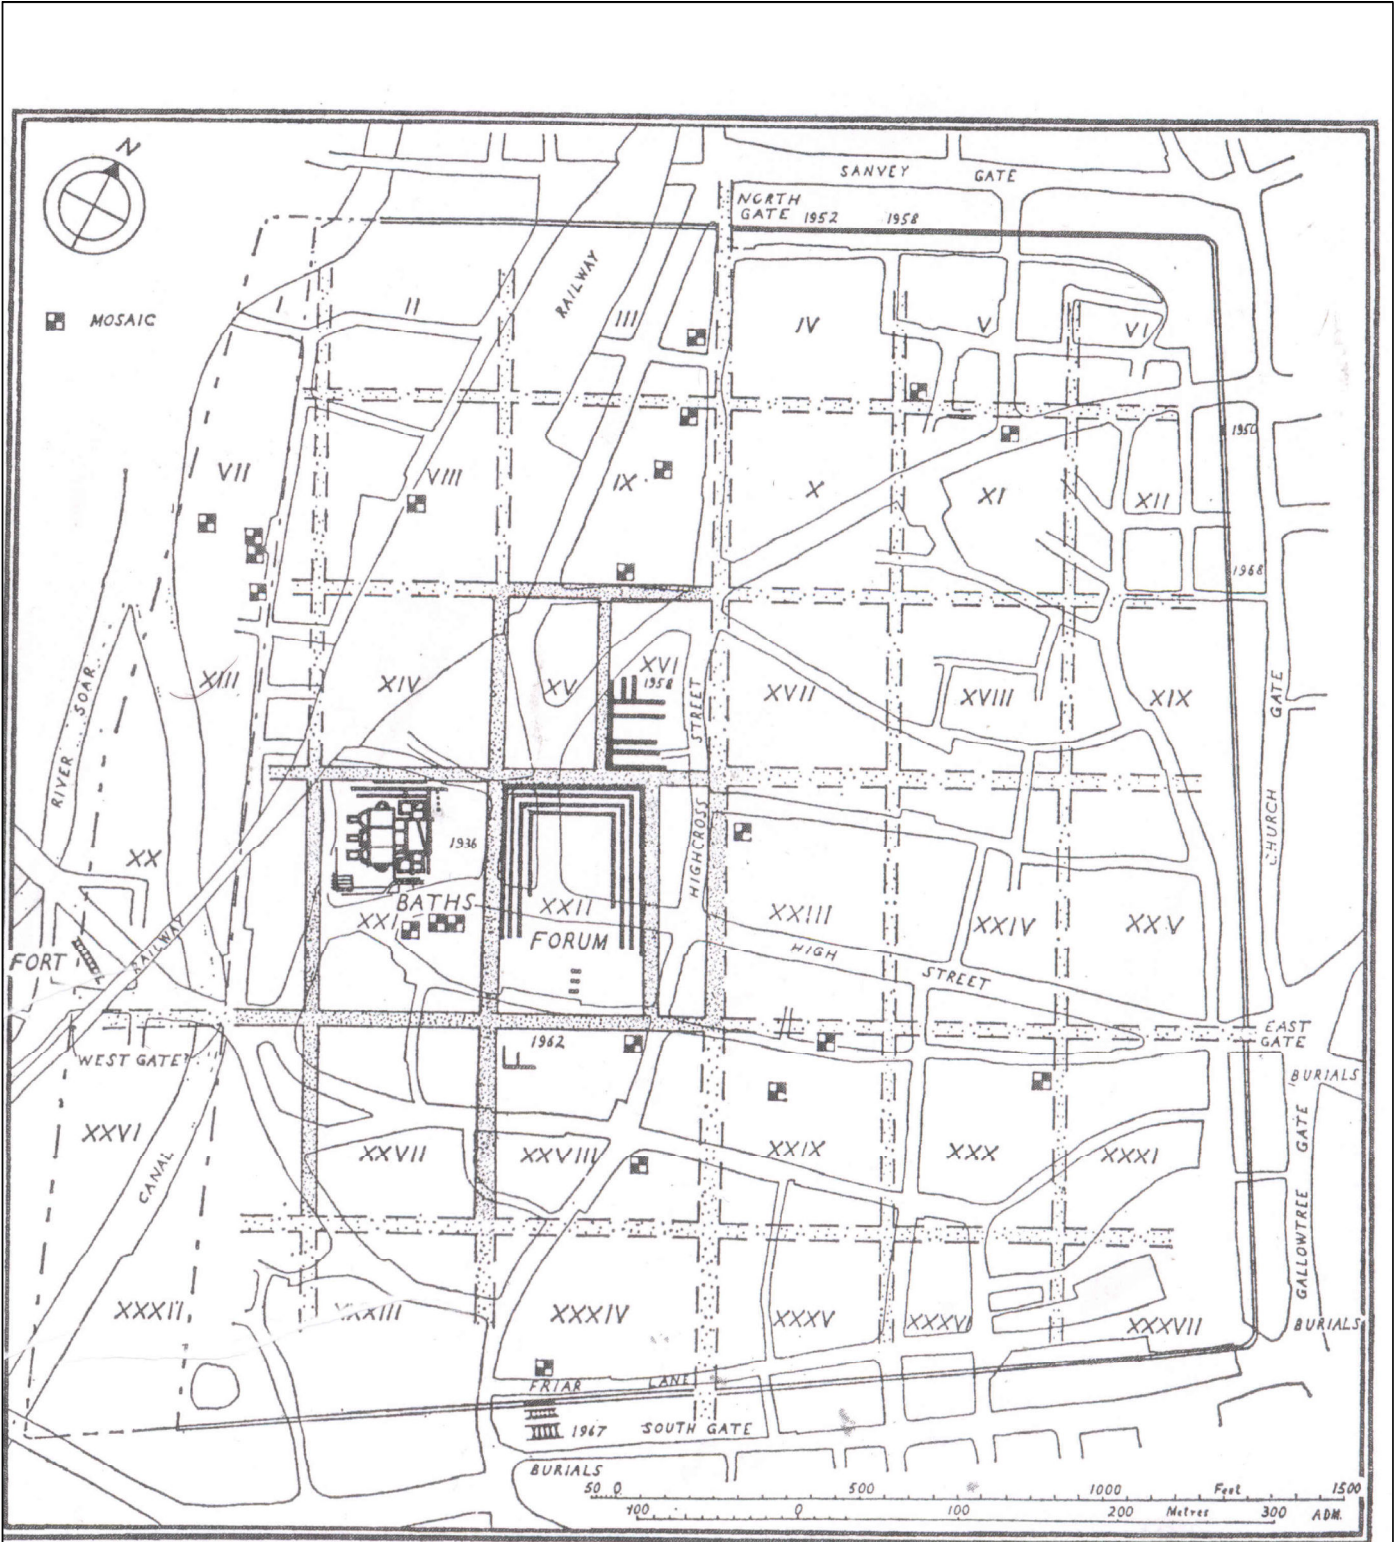 N
SANVEY GATE
NORTH
GATE 1952 1958
RAILWAY
MOSAIC
I
II
III
IV
V
VI
1950
VII
VIII
IX
X
XI
XII
1968
XIII
XIV
XV
XVI
1958
XVII
XVIII
XIX
RIVER SOAR
HIGHCROSS STREET
CHURCH GATE
XX
1936
BATHS
XXI
XXII
FORUM
XXIII
XXIV
XXV
HIGH STREET
FORT
RAILWAY
WEST GATE?
1962
EAST
GATE
BURIALS
XXVI
CANAL
XXVII
XXVIII
XXIX
XXX
XXXI
GALLOWTREE GATE
XXXII
XXXIII
XXXIV
XXXV
XXXVI
XXXVII
BURIALS
FRIAR LANE
1967
SOUTH GATE
BURIALS
50 0 500 1000 Feet 1500
100 0 100 200 Metres 300 ADM.